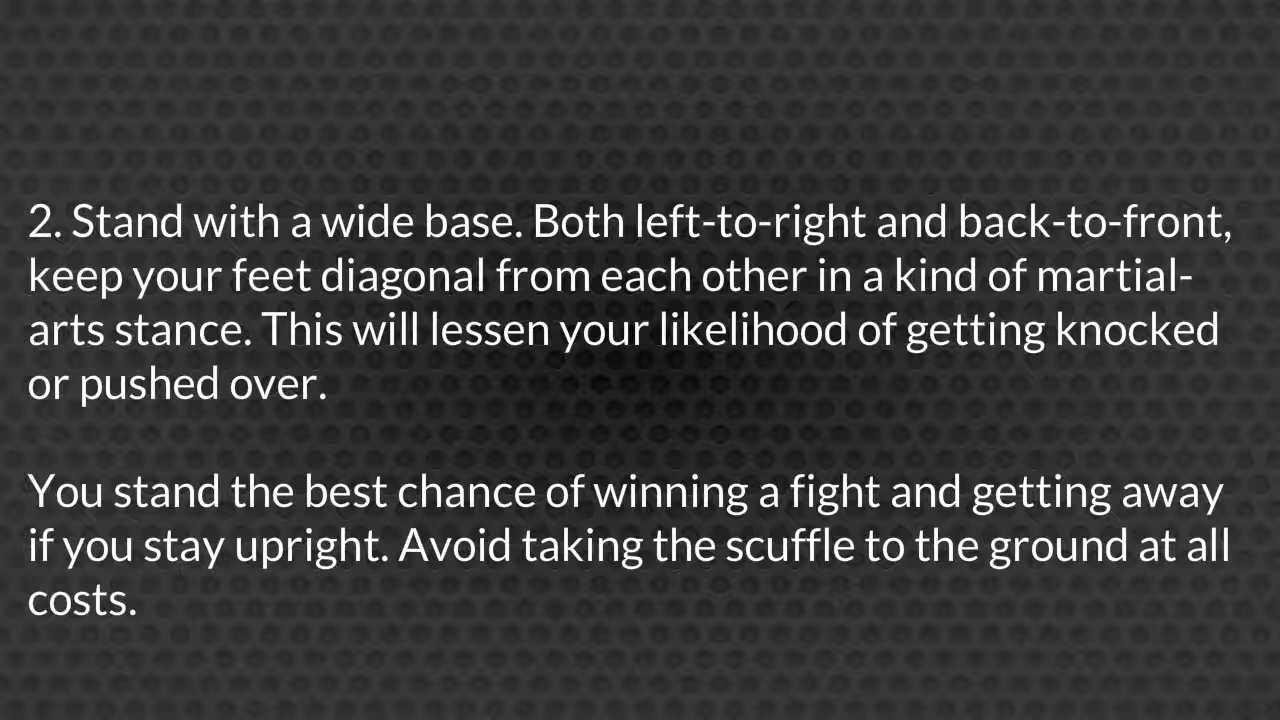 2. Stand with a wide base. Both left-to-right and back-to-front,
keep your feet diagonal from each other in a kind of martial-
arts stance. This will lessen your likelihood of getting knocked
or pushed over.
You stand the best chance of winning a fight and getting away
if you stay upright. Avoid taking the scuffle to the ground at all
costs.